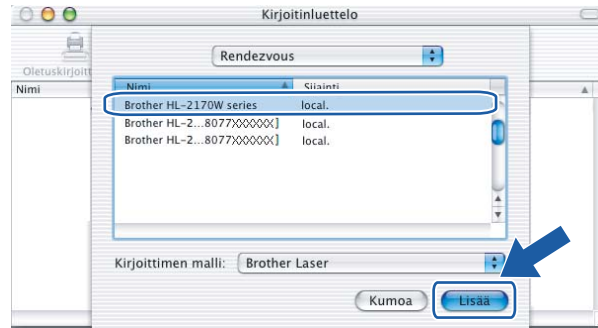 Kirjoitinluettelo
Rendezvous
Oletuskirjoitt
Nimi
Nimi Sijainti
Brother HL-2170W series local.
Brother HL-2...8077XXXXXX] local.
Brother HL-2...8077XXXXXX] local.
Kirjoittimen malli: Brother Laser
Kumoa Lisää